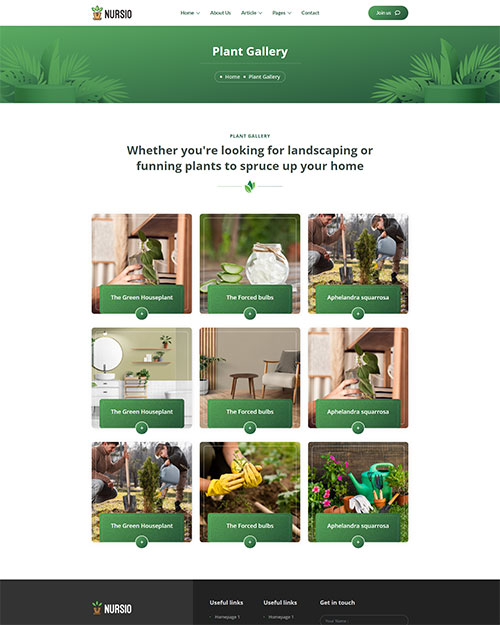 NURSIO
Home About Us Article Pages Contact
Join us
Plant Gallery
Home Plant Gallery
PLANT GALLERY
Whether you're looking for landscaping or
funning plants to spruce up your home
The Green Houseplant
The Forced bulbs
Aphelandra squarrosa
The Green Houseplant
The Forced bulbs
Aphelandra squarrosa
The Green Houseplant
The Forced bulbs
Aphelandra squarrosa
NURSIO
Useful links
Useful links
Get in touch
Homepage 1
Homepage 1
Your Name